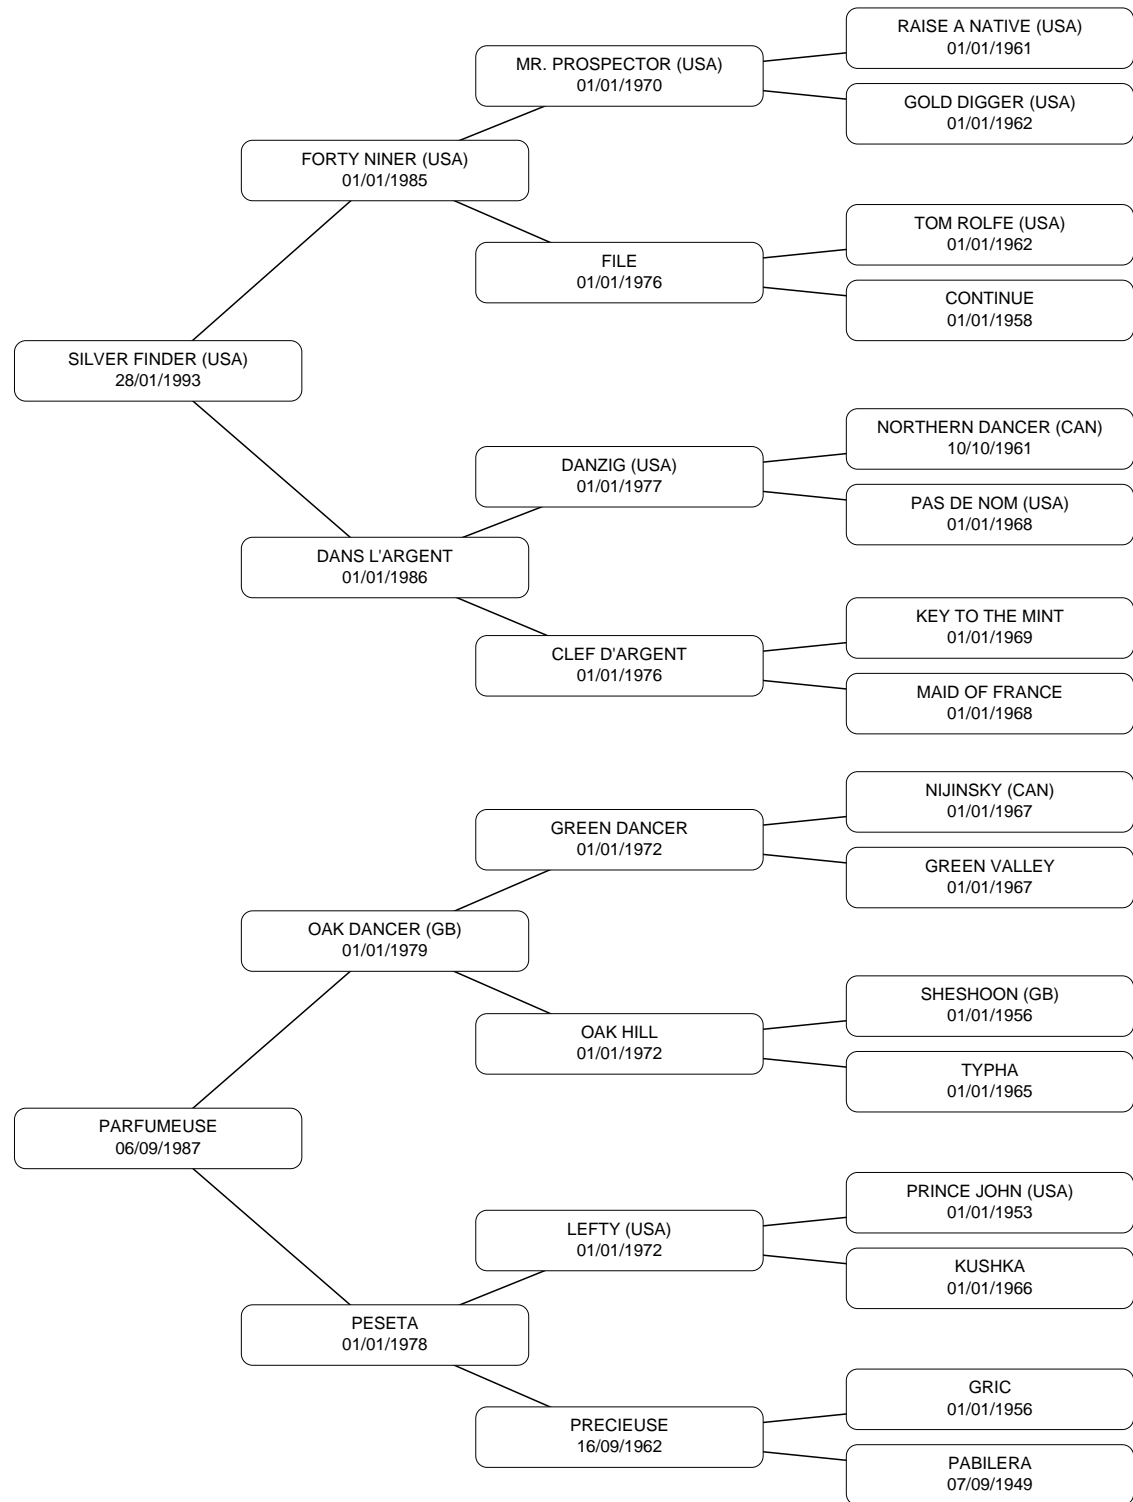 RAISE A NATIVE (USA)
01/01/1961
MR. PROSPECTOR (USA)
01/01/1970
GOLD DIGGER (USA)
01/01/1962
FORTY NINER (USA)
01/01/1985
TOM ROLFE (USA)
01/01/1962
FILE
01/01/1976
CONTINUE
01/01/1958
SILVER FINDER (USA)
28/01/1993
NORTHERN DANCER (CAN)
10/10/1961
DANZIG (USA)
01/01/1977
PAS DE NOM (USA)
01/01/1968
DANS L'ARGENT
01/01/1986
KEY TO THE MINT
01/01/1969
CLEF D'ARGENT
01/01/1976
MAID OF FRANCE
01/01/1968
NIJINSKY (CAN)
01/01/1967
GREEN DANCER
01/01/1972
GREEN VALLEY
01/01/1967
OAK DANCER (GB)
01/01/1979
SHESHOON (GB)
01/01/1956
OAK HILL
01/01/1972
TYPHA
01/01/1965
PARFUMEUSE
06/09/1987
PRINCE JOHN (USA)
01/01/1953
LEFTY (USA)
01/01/1972
KUSHKA
01/01/1966
PESETA
01/01/1978
GRIC
01/01/1956
PRECIEUSE
16/09/1962
PABILERA
07/09/1949